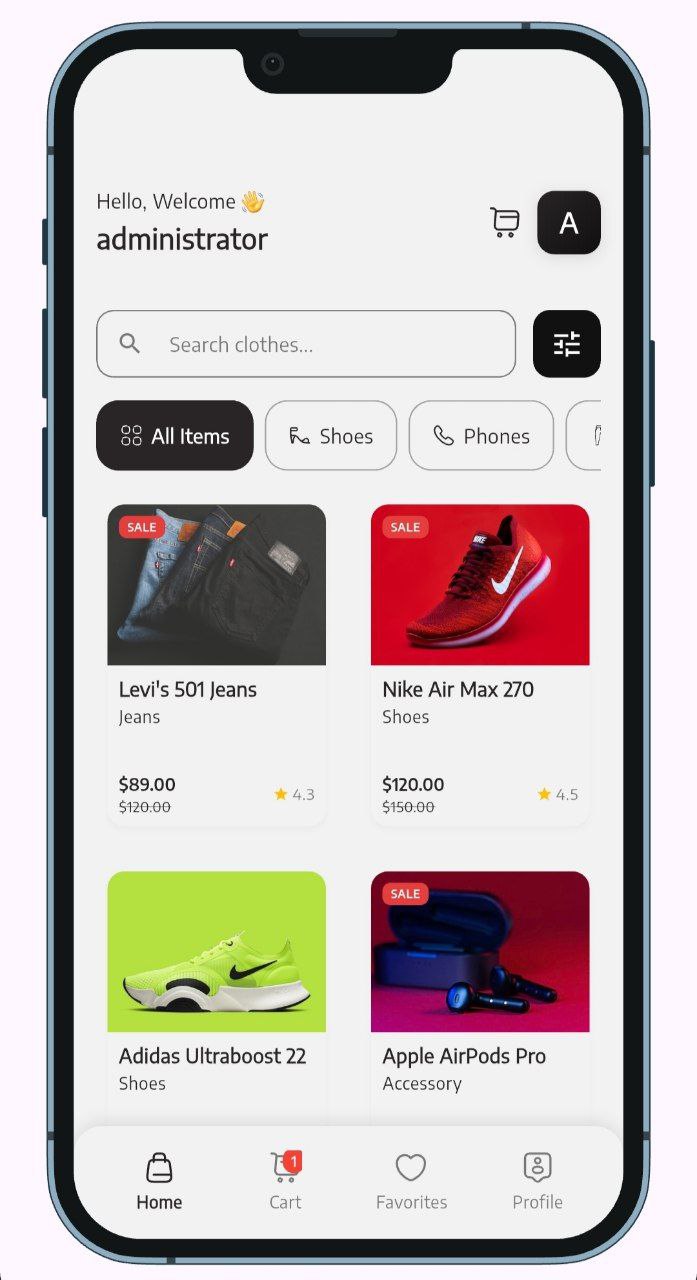 Hello, Welcome 👋
administrator
A
Search clothes...
All Items
Shoes
Phones
SALE
SALE
NIKE
Levi's 501 Jeans
Nike Air Max 270
Jeans
Shoes
$89.00
$120.00
4.3
$120.00
$150.00
4.5
SALE
Adidas Ultraboost 22
Apple AirPods Pro
Shoes
Accessory
1
Home
Cart
Favorites
Profile